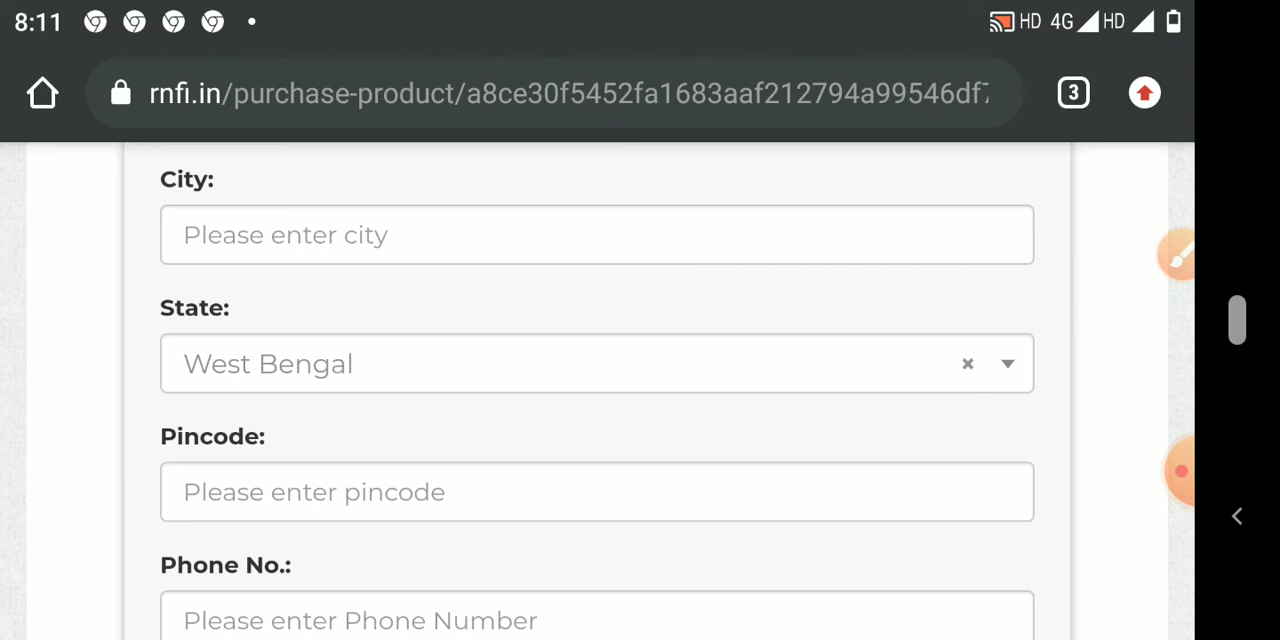 8:11 HD 4G HD
rnfi.in/purchase-product/a8ce30f5452fa1683aaf212794a99546df7 3
City:
Please enter city
State:
West Bengal
Pincode:
Please enter pincode
Phone No.:
Please enter Phone Number